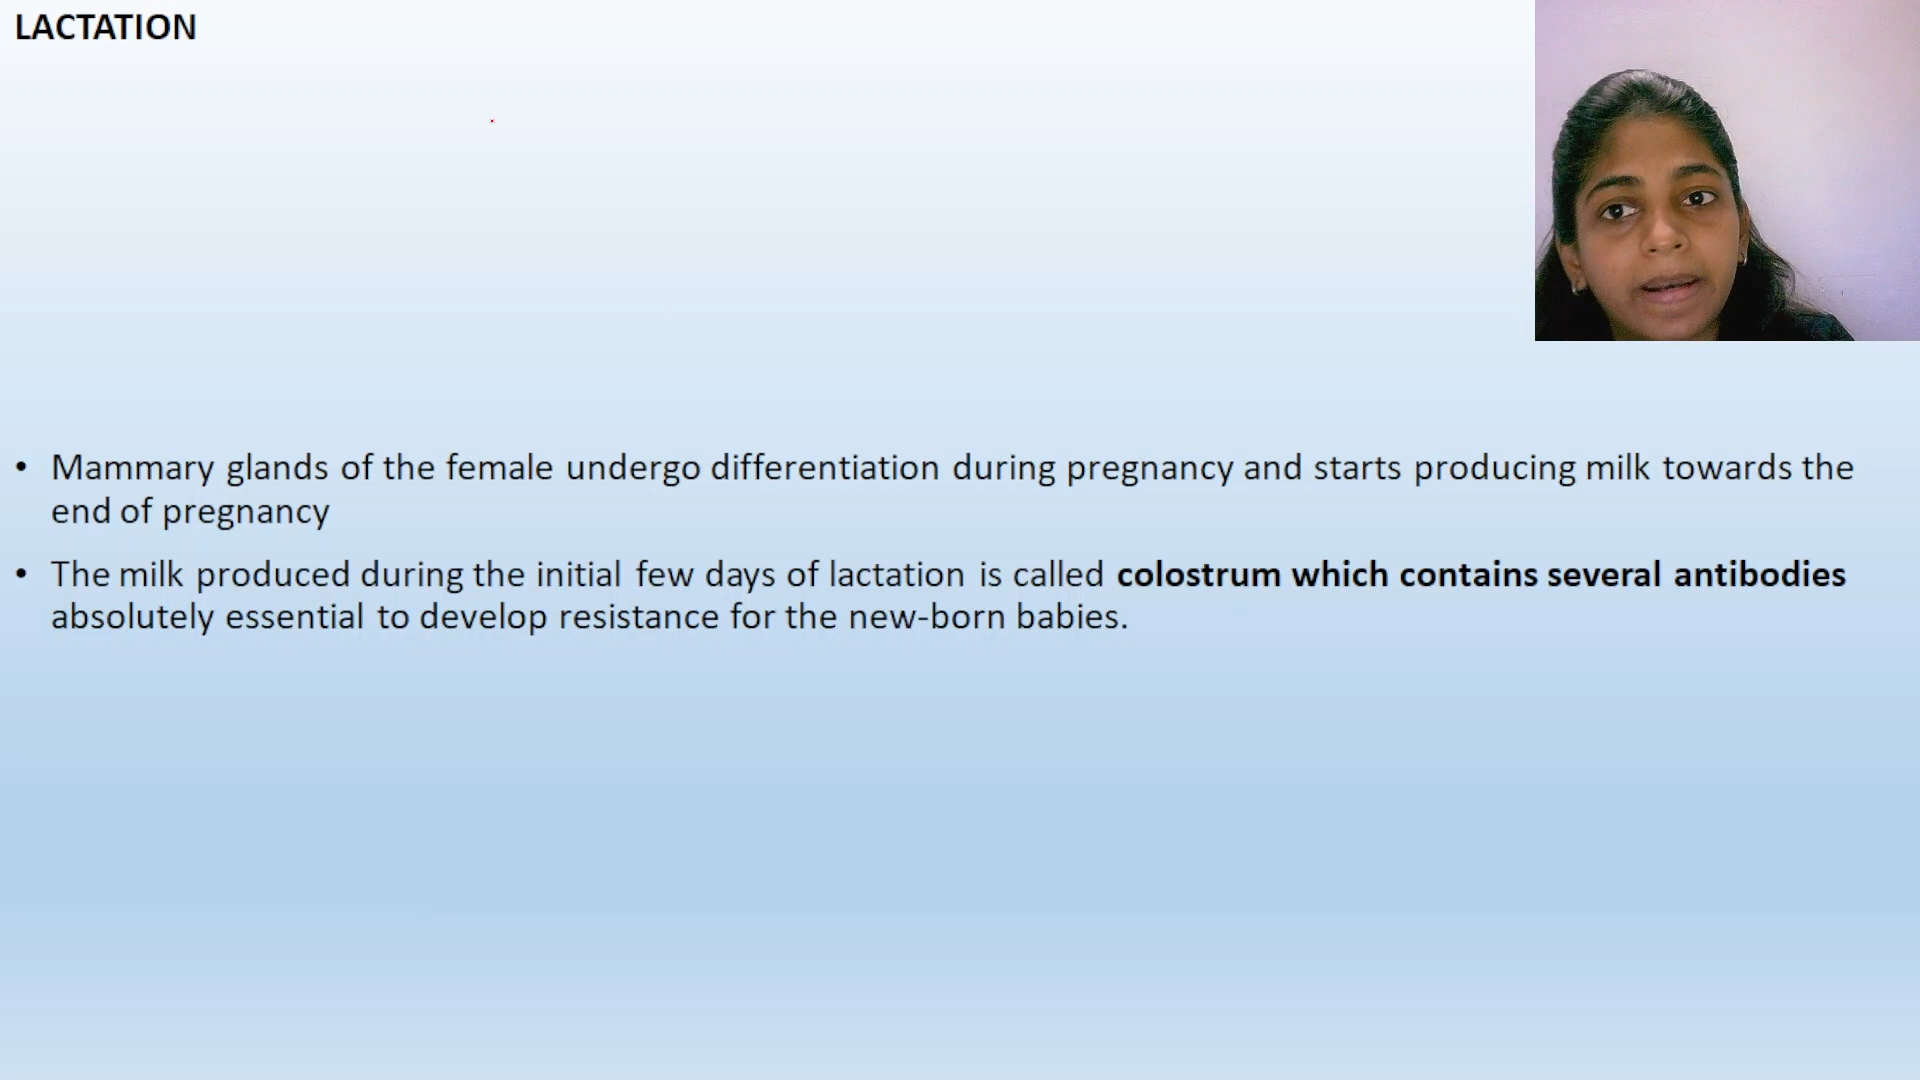 LACTATION
• Mammary glands of the female undergo differentiation during pregnancy and starts producing milk towards the
end of pregnancy
• The milk produced during the initial few days of lactation is called colostrum which contains several antibodies
absolutely essential to develop resistance for the new-born babies.